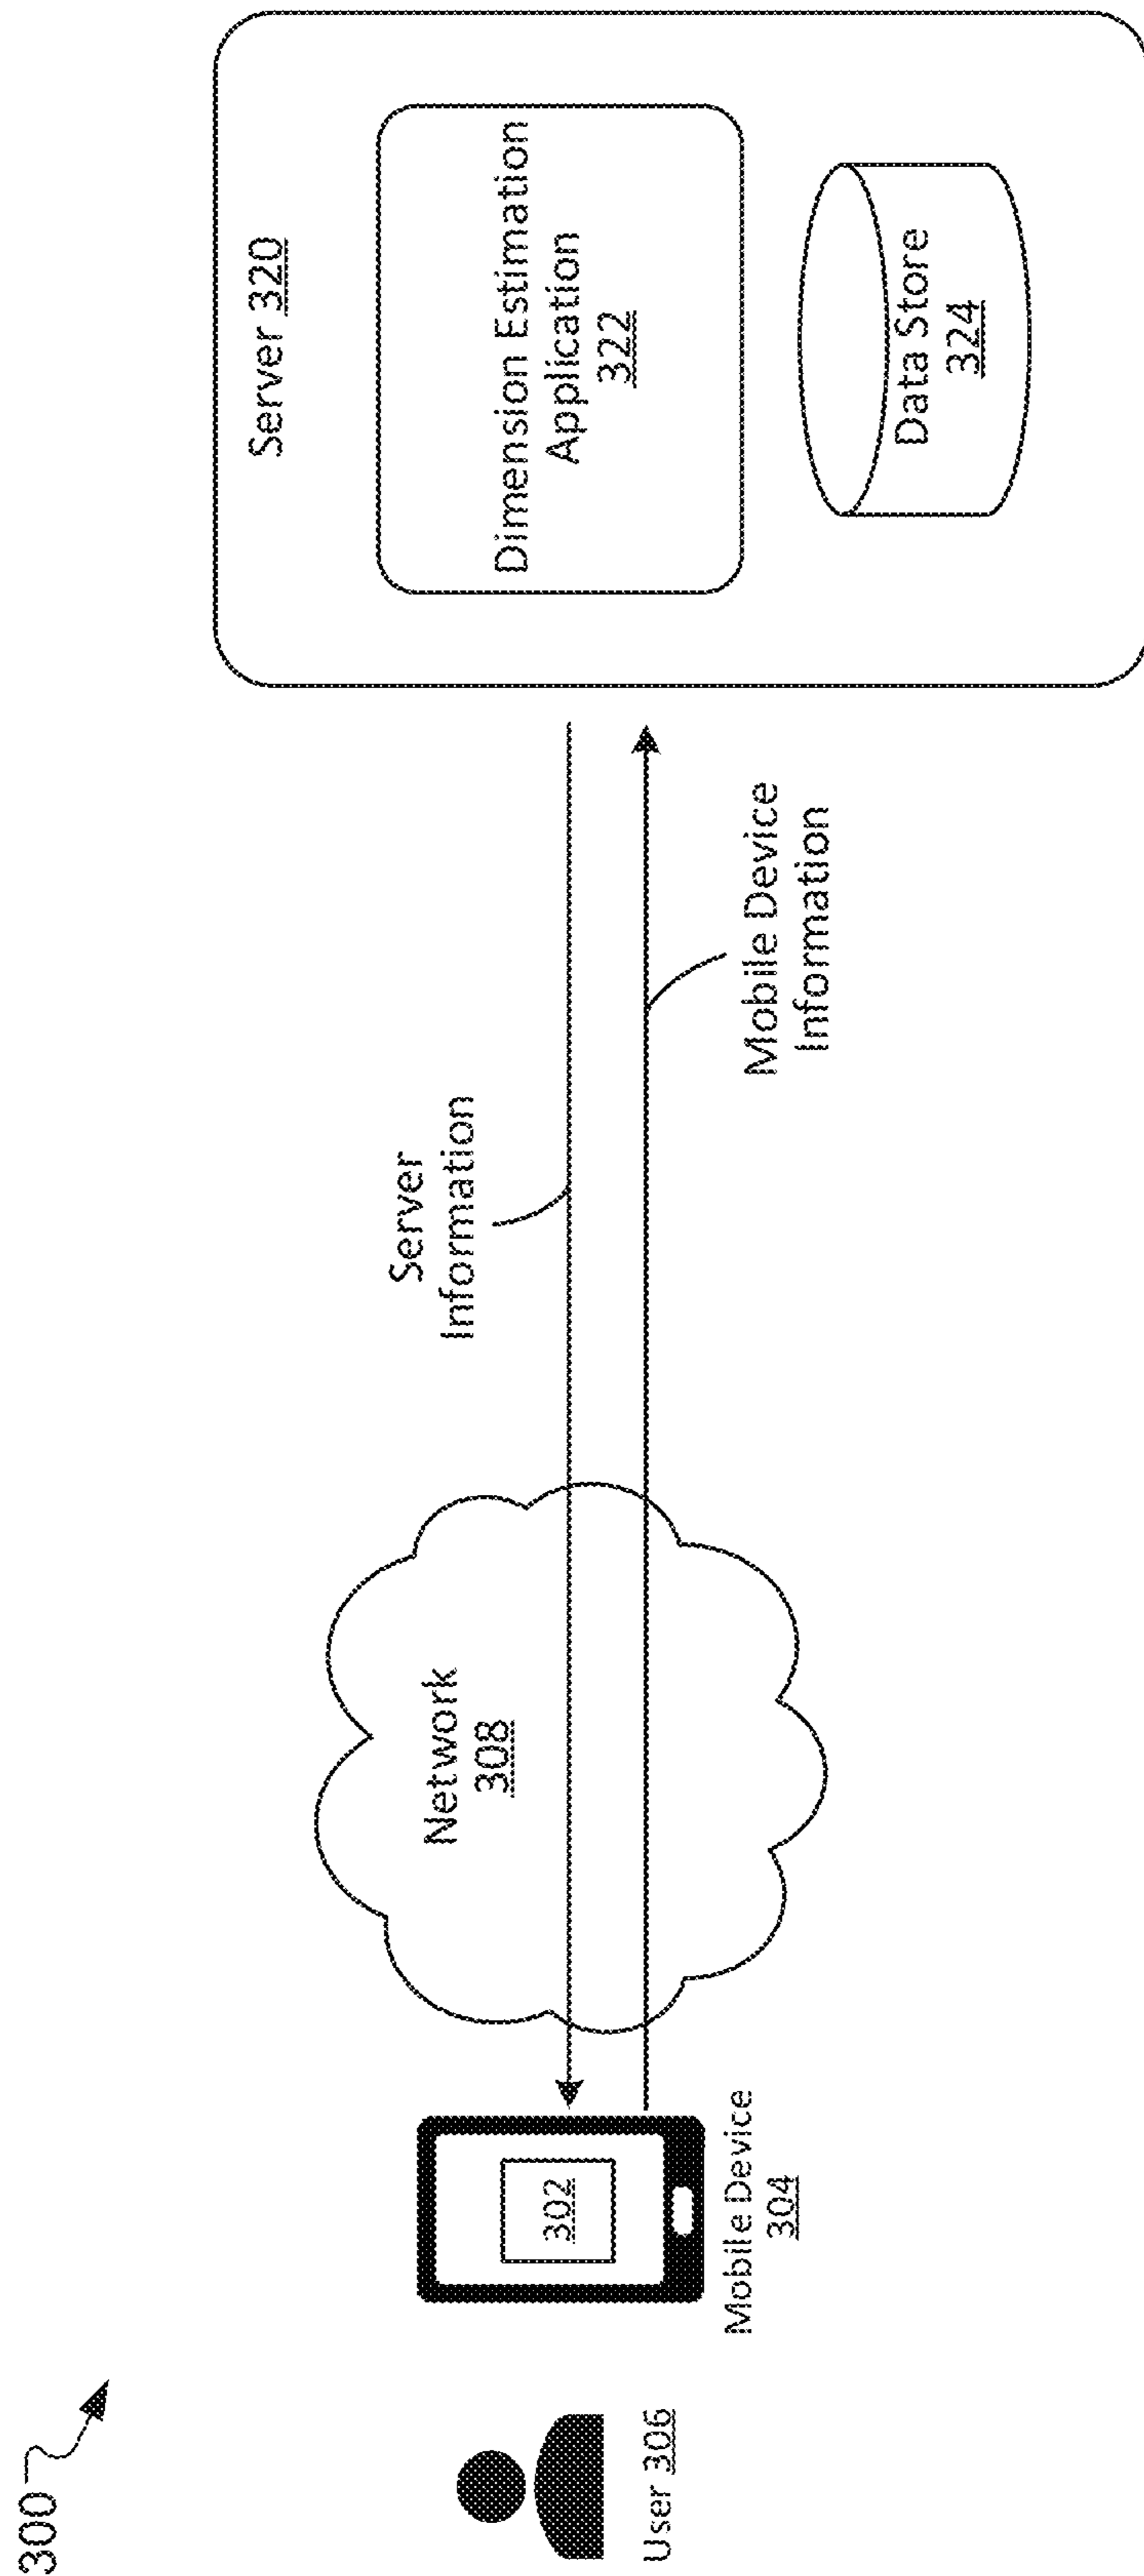 300
User 306
302
Mobile Device
304
Network
308
Server
Information
Mobile Device
Information
Server 320
Dimension Estimation
Application
322
Data Store
324